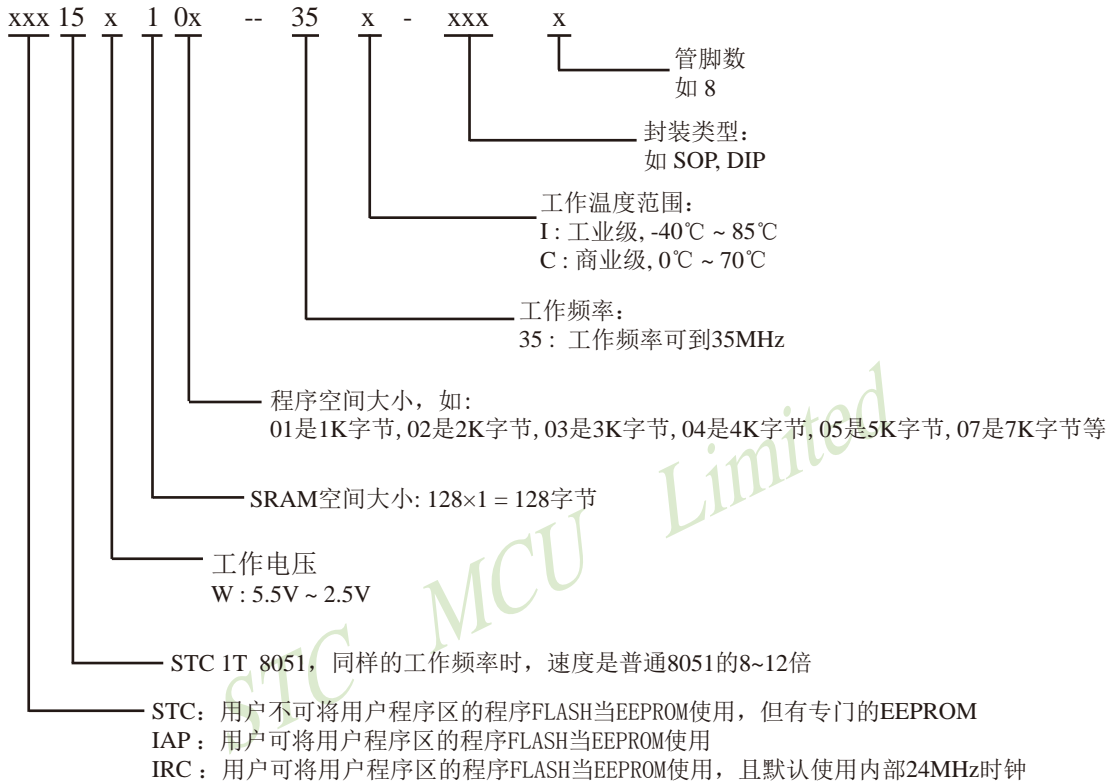 xxx 15 x 1 0x -- 35 x - xxx x
管脚数
如 8
封装类型：
如 SOP, DIP
工作温度范围：
I : 工业级, -40℃ ~ 85℃
C : 商业级, 0℃ ~ 70℃
工作频率：
35 : 工作频率可到35MHz
程序空间大小，如:
01是1K字节, 02是2K字节, 03是3K字节, 04是4K字节, 05是5K字节, 07是7K字节等
SRAM空间大小: 128×1 = 128字节
工作电压
W : 5.5V ~ 2.5V
STC 1T 8051，同样的工作频率时，速度是普通8051的8~12倍
STC：用户不可将用户程序区的程序FLASH当EEPROM使用，但有专门的EEPROM
IAP：用户可将用户程序区的程序FLASH当EEPROM使用
IRC：用户可将用户程序区的程序FLASH当EEPROM使用，且默认使用内部24MHz时钟
STC MCU Limited